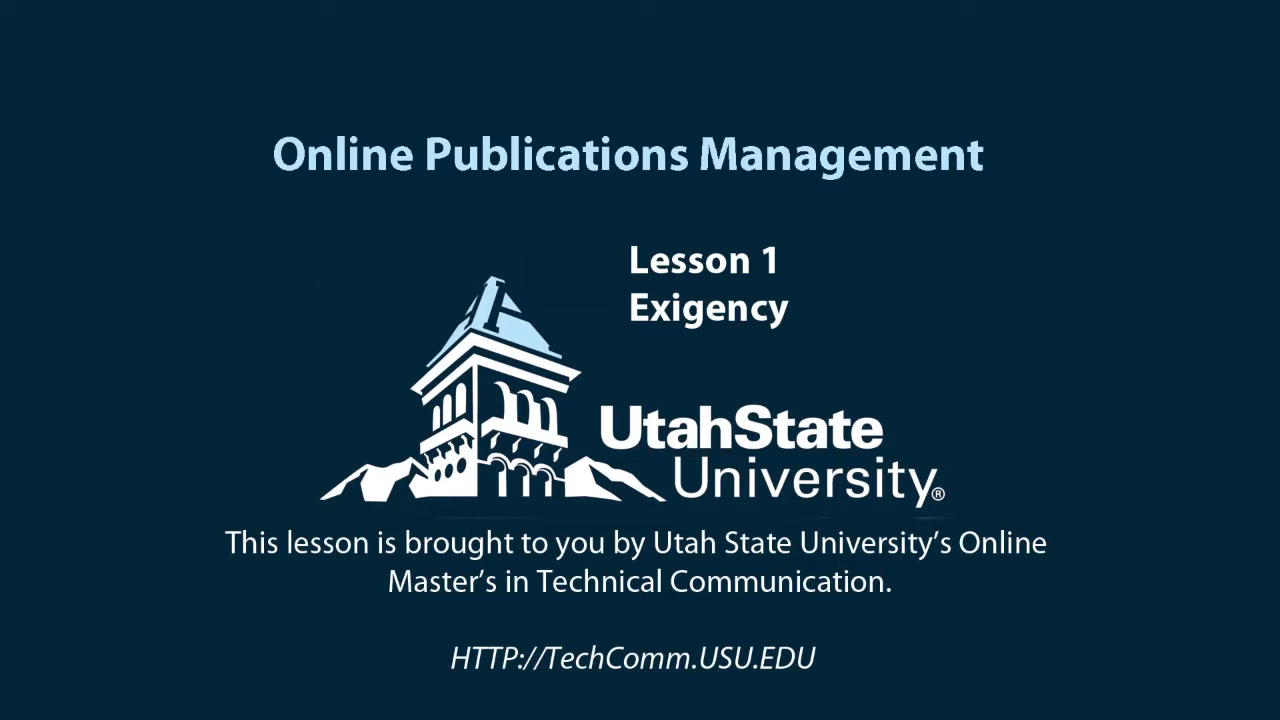 Online Publications Management
Lesson 1
Exigency
UtahState
University®
This lesson is brought to you by Utah State University’s Online
Master’s in Technical Communication.
HTTP://TechComm.USU.EDU